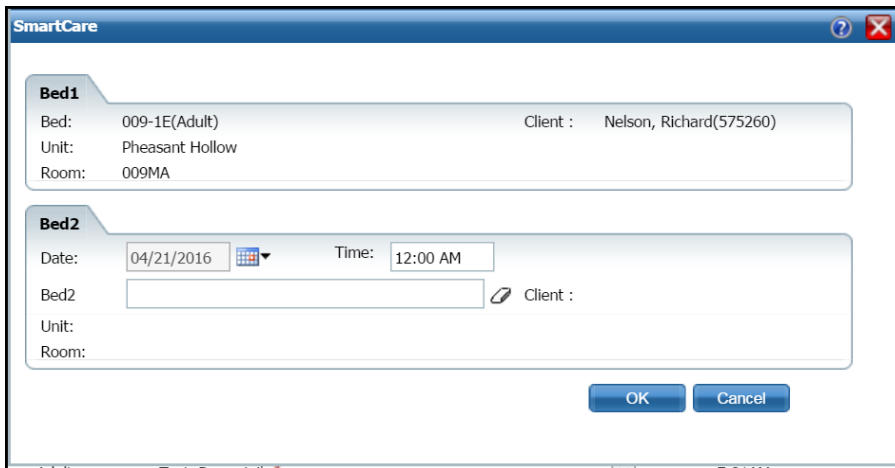 SmartCare
Bed1
Bed: 009-1E(Adult) Client : Nelson, Richard(575260)
Unit: Pheasant Hollow
Room: 009MA
Bed2
Date: 04/21/2016 Time: 12:00 AM
Bed2 Client :
Unit:
Room:
OK Cancel